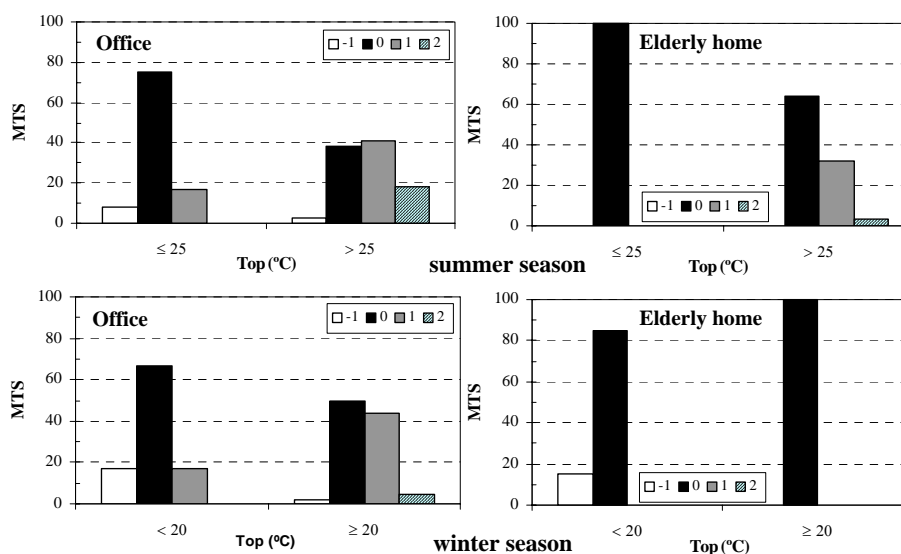 Office
-1 0 1 2
100
80
60
40
20
0
MTS
≤ 25 > 25
Top (ºC)
Elderly home
-1 0 1 2
100
80
60
40
20
0
MTS
≤ 25 > 25
Top (ºC)
summer season
Office
-1 0 1 2
100
80
60
40
20
0
MTS
< 20 ≥ 20
Top (ºC)
Elderly home
-1 0 1 2
100
80
60
40
20
0
MTS
< 20 ≥ 20
Top (ºC)
winter season